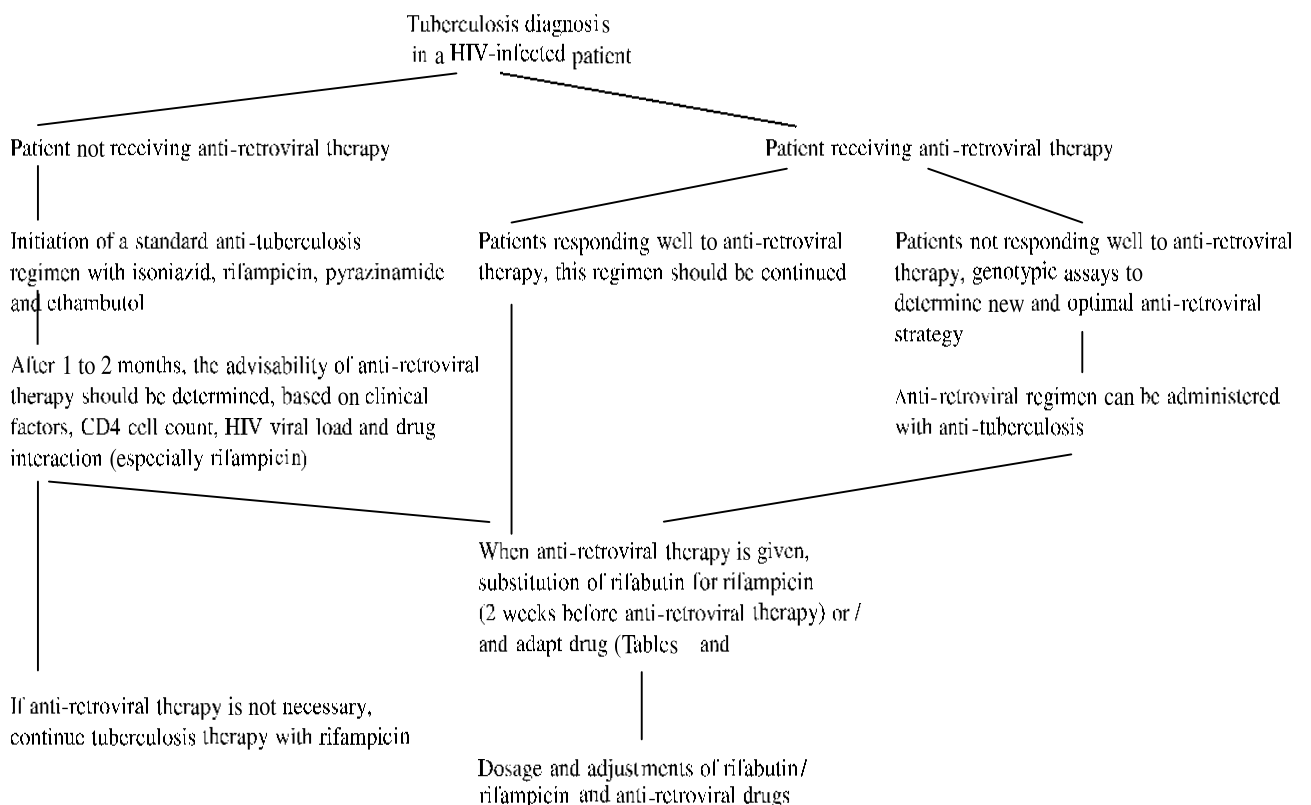 Tuberculosis diagnosis
in a HIV-infected patient
Patient not receiving anti-retroviral therapy
Patient receiving anti-retroviral therapy
Initiation of a standard anti-tuberculosis
regimen with isoniazid, rifampicin, pyrazinamide
and ethambutol
Patients responding well to anti-retroviral
therapy, this regimen should be continued
Patients not responding well to anti-retroviral
therapy, genotypic assays to
determine new and optimal anti-retroviral
strategy
After 1 to 2 months, the advisability of anti-retroviral
therapy should be determined, based on clinical
factors, CD4 cell count, HIV viral load and drug
interaction (especially rifampicin)
Anti-retroviral regimen can be administered
with anti-tuberculosis
When anti-retroviral therapy is given,
substitution of rifabutin for rifampicin
(2 weeks before anti-retroviral therapy) or /
and adapt drug (Tables and
If anti-retroviral therapy is not necessary,
continue tuberculosis therapy with rifampicin
Dosage and adjustments of rifabutin/
rifampicin and anti-retroviral drugs